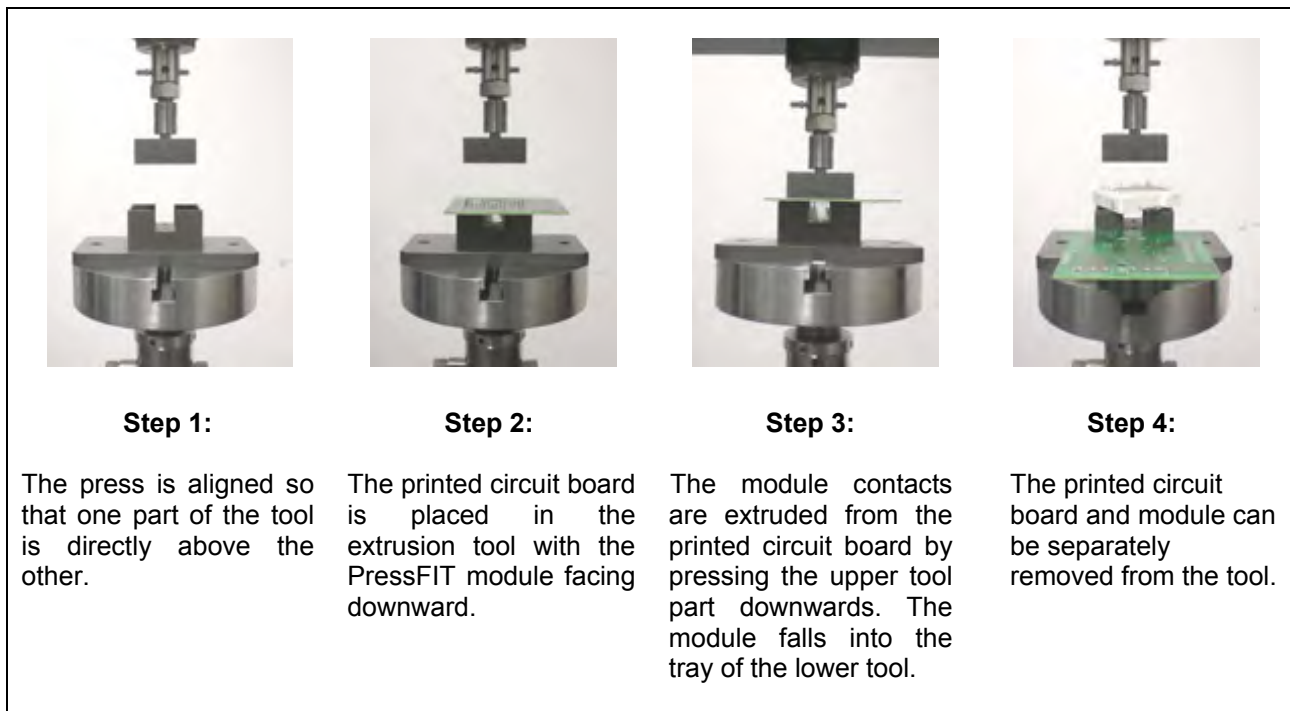 Step 1:
The press is aligned so
that one part of the tool
is directly above the
other.
Step 2:
The printed circuit board
is placed in the
extrusion tool with the
PressFIT module facing
downward.
Step 3:
The module contacts
are extruded from the
printed circuit board by
pressing the upper tool
part downwards. The
module falls into the
tray of the lower tool.
Step 4:
The printed circuit
board and module can
be separately
removed from the tool.